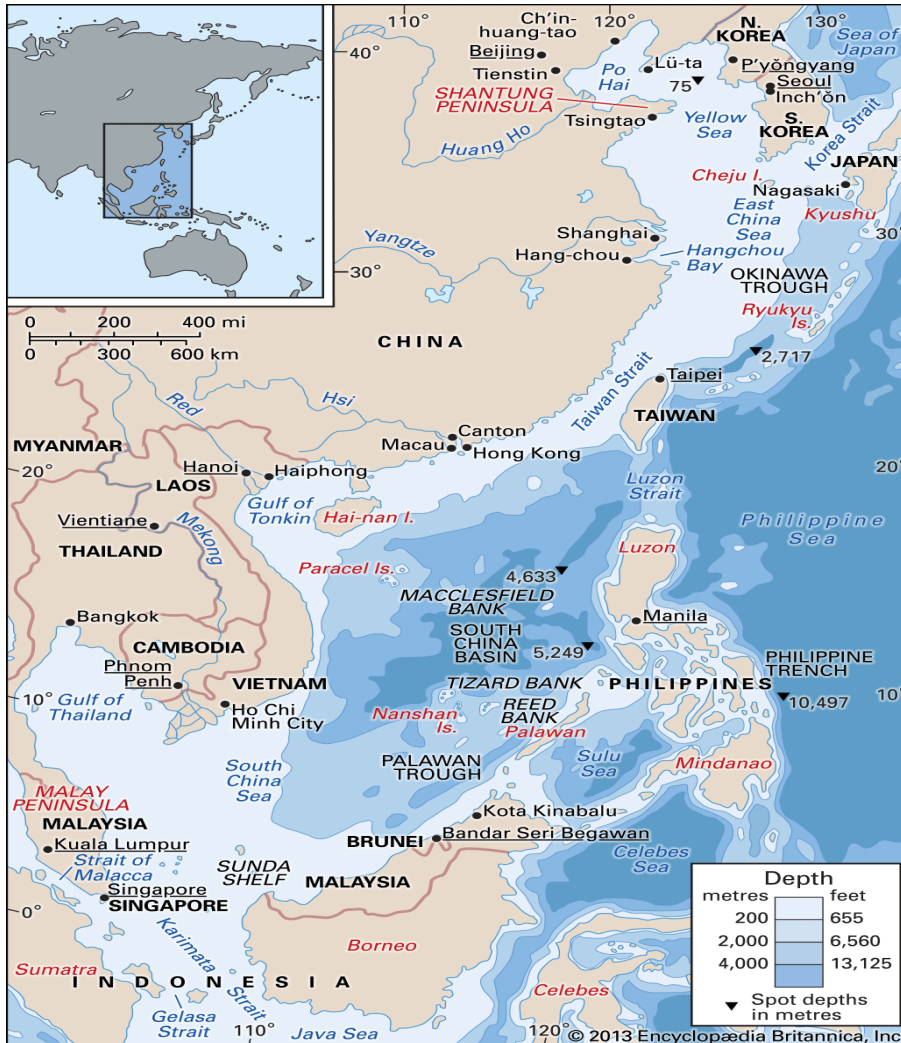 110°
120°
130°
40°
Ch'in-
huang-tao
Beijing
Tienstin
Po
Hai
Lü-ta
75
N.
KOREA
P'yŏngyang
Seoul
Inch'ŏn
Sea of
Japan
SHANTUNG
PENINSULA
Tsingtao
Yellow
Sea
S.
KOREA
Korea Strait
Huang Ho
JAPAN
Cheju I.
Nagasaki
Kyushu
East
China
Sea
Yangtze
Shanghai
Hang-chou
Hangchou
Bay
30°
30°
OKINAWA
TROUGH
Ryukyu
Is.
2,717
0 200 400 mi
0 300 600 km
CHINA
Taiwan Strait
Taipei
TAIWAN
Red
Hsi
MYANMAR
Canton
Macau
Hong Kong
20°
20°
Hanoi
Haiphong
LAOS
Gulf of
Tonkin
Hai-nan I.
Luzon
Strait
Philippine
Sea
Vientiane
Mekong
THAILAND
Paracel Is.
Luzon
4,633
MACCLESFIELD
BANK
Bangkok
CAMBODIA
SOUTH
CHINA
BASIN
5,249
Manila
Phnom
Penh
VIETNAM
TIZARD BANK
PHILIPPINES
PHILIPPINE
TRENCH
10,497
10°
10°
Gulf of
Thailand
Ho Chi
Minh City
Nanshan
Is.
REED
BANK
Palawan
PALAWAN
TROUGH
Sulu
Sea
Mindanao
South
China
Sea
MALAY
PENINSULA
MALAYSIA
Kuala Lumpur
Strait of
Malacca
Kota Kinabalu
BRUNEI
Bandar Seri Begawan
SUNDA
SHELF
MALAYSIA
Celebes
Sea
Singapore
SINGAPORE
0°
Karimata Strait
Borneo
Sumatra
INDONESIA
Gelasa
Strait
Celebes
110°
Java Sea
120°
Depth
metres feet
200 655
2,000 6,560
4,000 13,125
Spot depths
in metres
© 2013 Encyclopædia Britannica, Inc